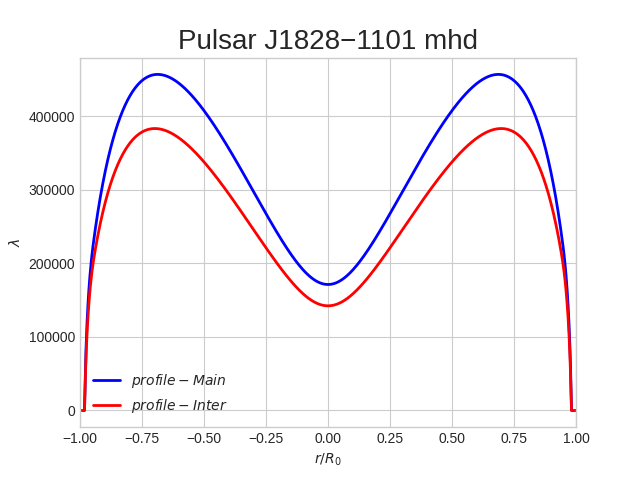 Pulsar J1828−1101 mhd
λ
400000
300000
200000
100000
0
profile − Main
profile − Inter
−1.00 −0.75 −0.50 −0.25 0.00 0.25 0.50 0.75 1.00
r/R₀